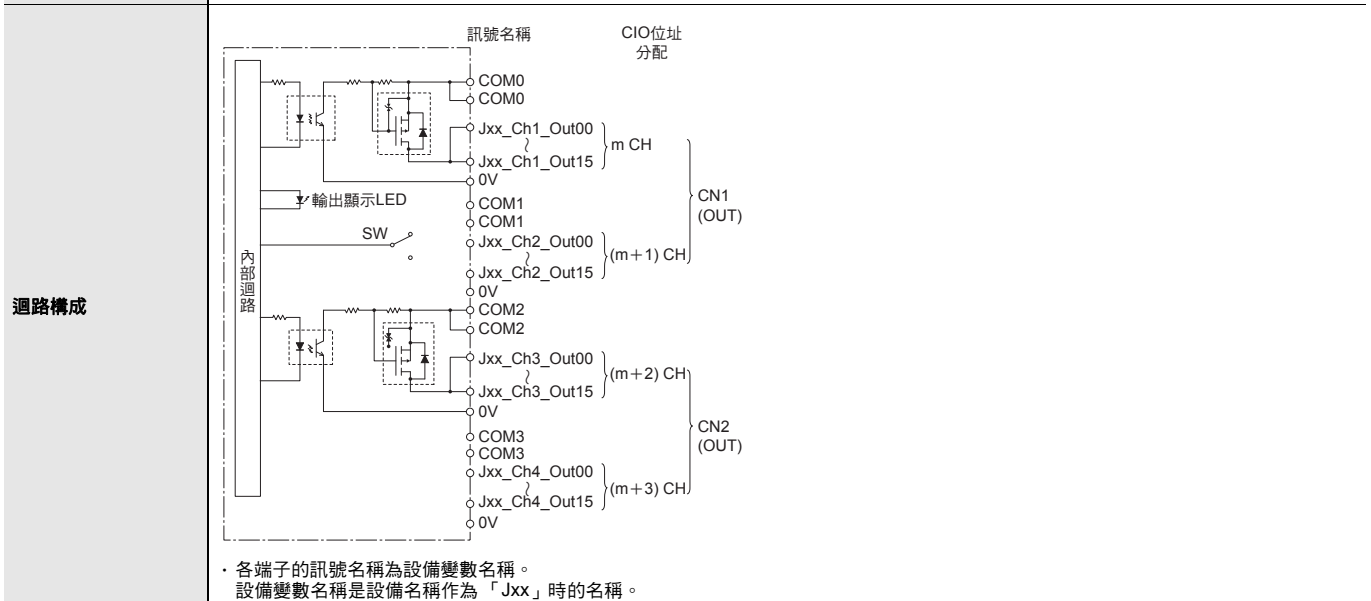 迴路構成
訊號名稱
CIO位址
分配
COM0
COM0
Jxx_Ch1_Out00
~
Jxx_Ch1_Out15
m CH
0V
輸出顯示LED
COM1
COM1
CN1
(OUT)
SW
Jxx_Ch2_Out00
~
Jxx_Ch2_Out15
(m+1) CH
0V
內部迴路
COM2
COM2
Jxx_Ch3_Out00
~
Jxx_Ch3_Out15
(m+2) CH
0V
COM3
COM3
CN2
(OUT)
Jxx_Ch4_Out00
~
Jxx_Ch4_Out15
(m+3) CH
0V
・各端子的訊號名稱為設備變數名稱。
設備變數名稱是設備名稱作為「Jxx」時的名稱。